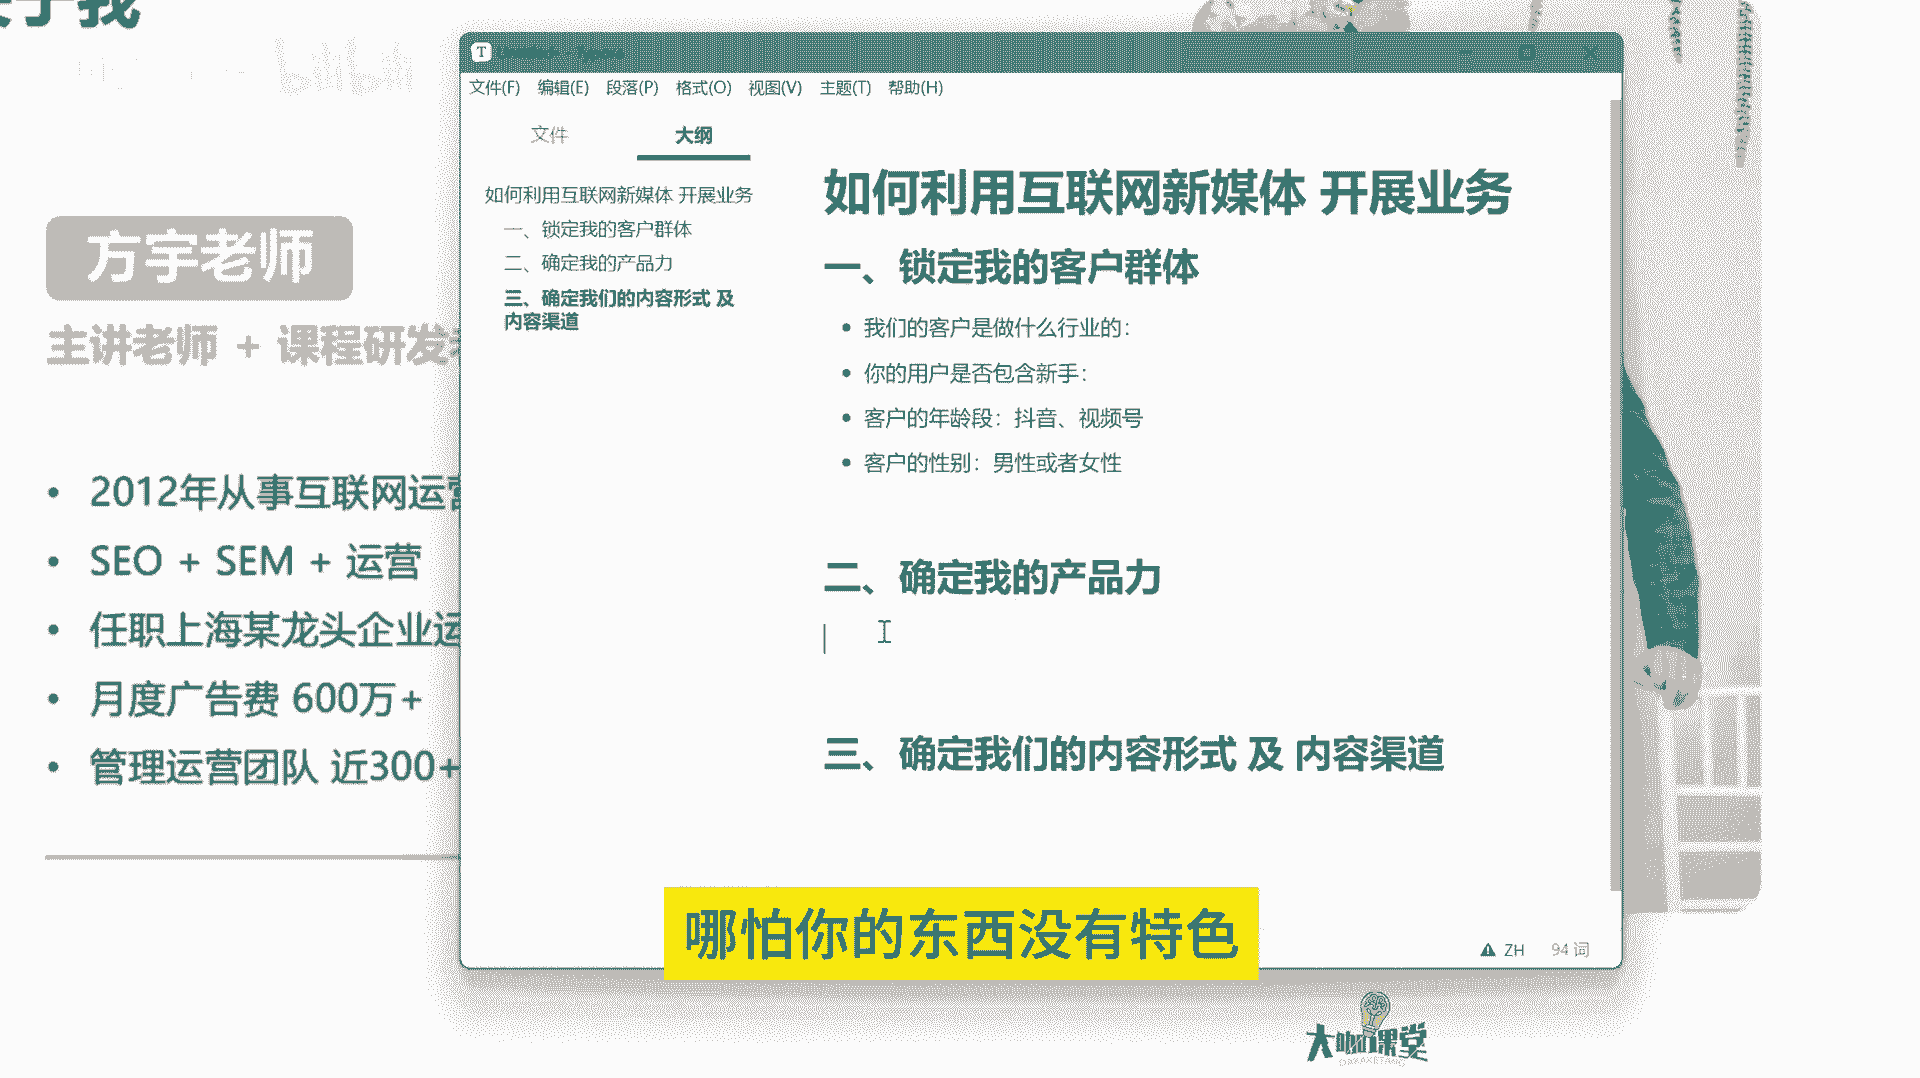 关于我
bilibili
方宇老师
主讲老师 + 课程研发
2012年从事互联网运营
SEO + SEM + 运营
任职上海某龙头企业运
月度广告费 600万+
管理运营团队 近300+
T
文件(F) 编辑(E) 段落(P) 格式(O) 视图(V) 主题(T) 帮助(H)
文件 大纲
如何利用互联网新媒体 开展业务
一、锁定我的客户群体
二、确定我的产品力
三、确定我们的内容形式 及
内容渠道
如何利用互联网新媒体 开展业务
一、锁定我的客户群体
我们的客户是做什么行业的：
你的用户是否包含新手：
客户的年龄段：抖音、视频号
客户的性别：男性或者女性
二、确定我的产品力
三、确定我们的内容形式 及 内容渠道
ZH 94 词
哪怕你的东西没有特色
大咖课堂
DAKAKETANG